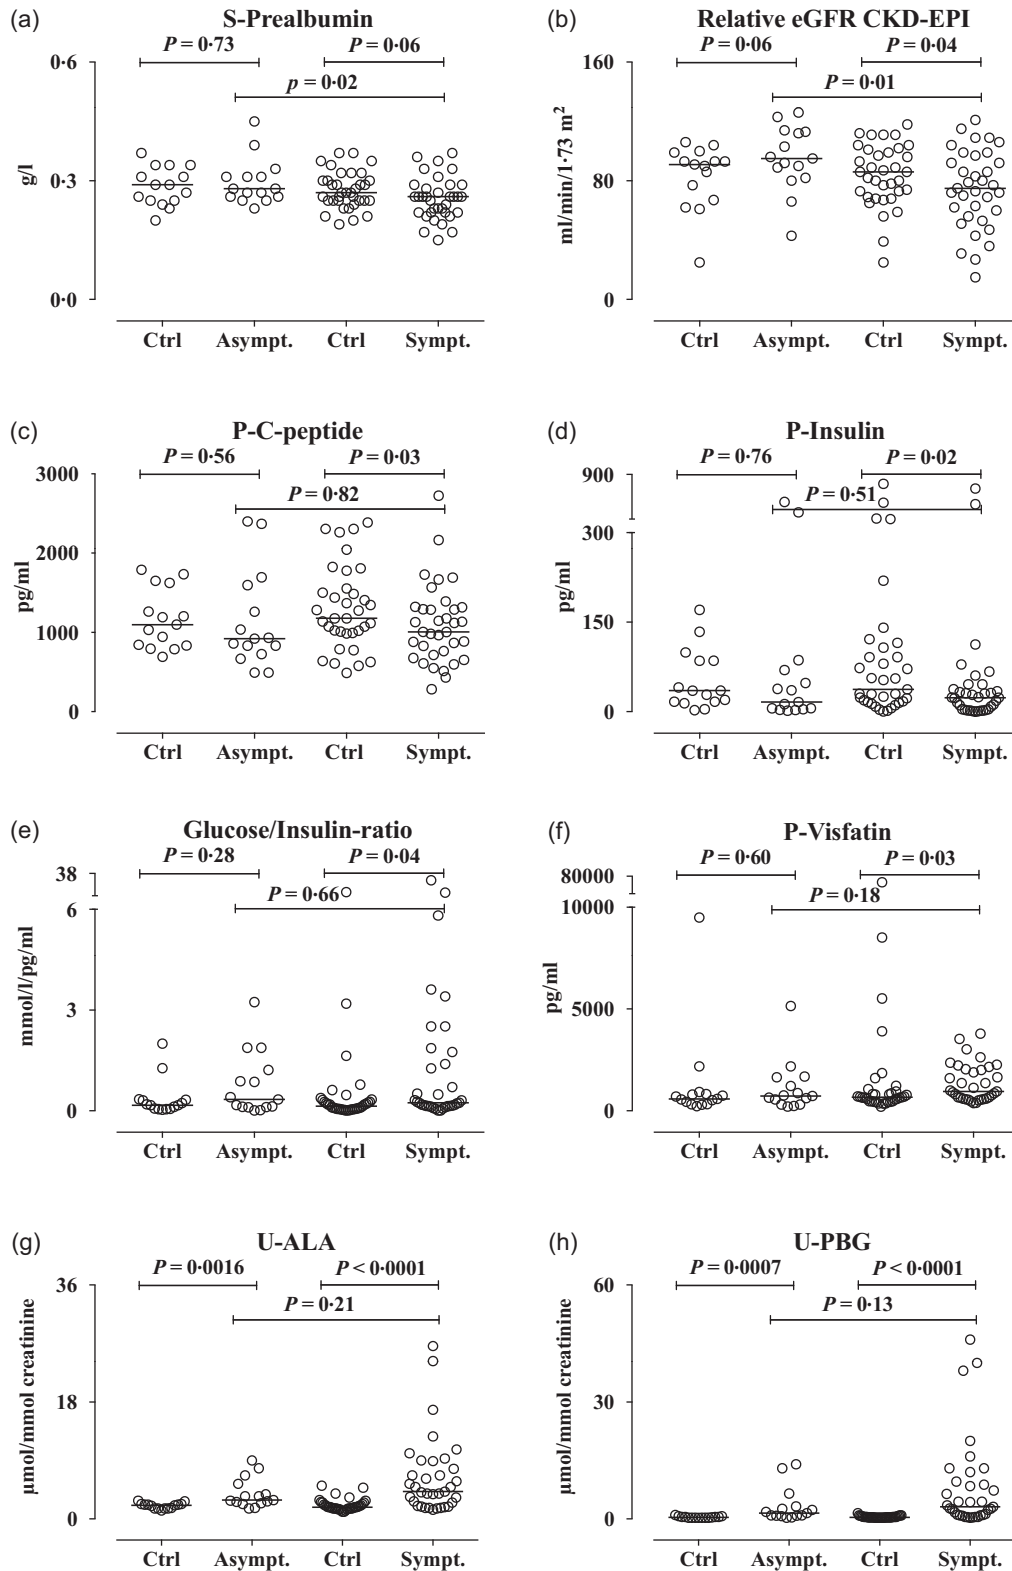 (a) S-Prealbumin
P = 0·73 P = 0·06
p = 0·02
0·6
0·3
0·0
g/l
Ctrl Asympt. Ctrl Sympt.
(b) Relative eGFR CKD-EPI
P = 0·06 P = 0·04
P = 0·01
160
80
0
ml/min/1·73 m²
Ctrl Asympt. Ctrl Sympt.
(c) P-C-peptide
P = 0·56 P = 0·03
P = 0·82
3000
2000
1000
0
pg/ml
Ctrl Asympt. Ctrl Sympt.
(d) P-Insulin
P = 0·76 P = 0·02
P = 0·51
900
300
150
0
pg/ml
Ctrl Asympt. Ctrl Sympt.
(e) Glucose/Insulin-ratio
P = 0·28 P = 0·04
P = 0·66
38
6
3
0
mmol/l/pg/ml
Ctrl Asympt. Ctrl Sympt.
(f) P-Visfatin
P = 0·60 P = 0·03
P = 0·18
80000
10000
5000
0
pg/ml
Ctrl Asympt. Ctrl Sympt.
(g) U-ALA
P = 0·0016 P < 0·0001
P = 0·21
36
18
0
μmol/mmol creatinine
Ctrl Asympt. Ctrl Sympt.
(h) U-PBG
P = 0·0007 P < 0·0001
P = 0·13
60
30
0
μmol/mmol creatinine
Ctrl Asympt. Ctrl Sympt.